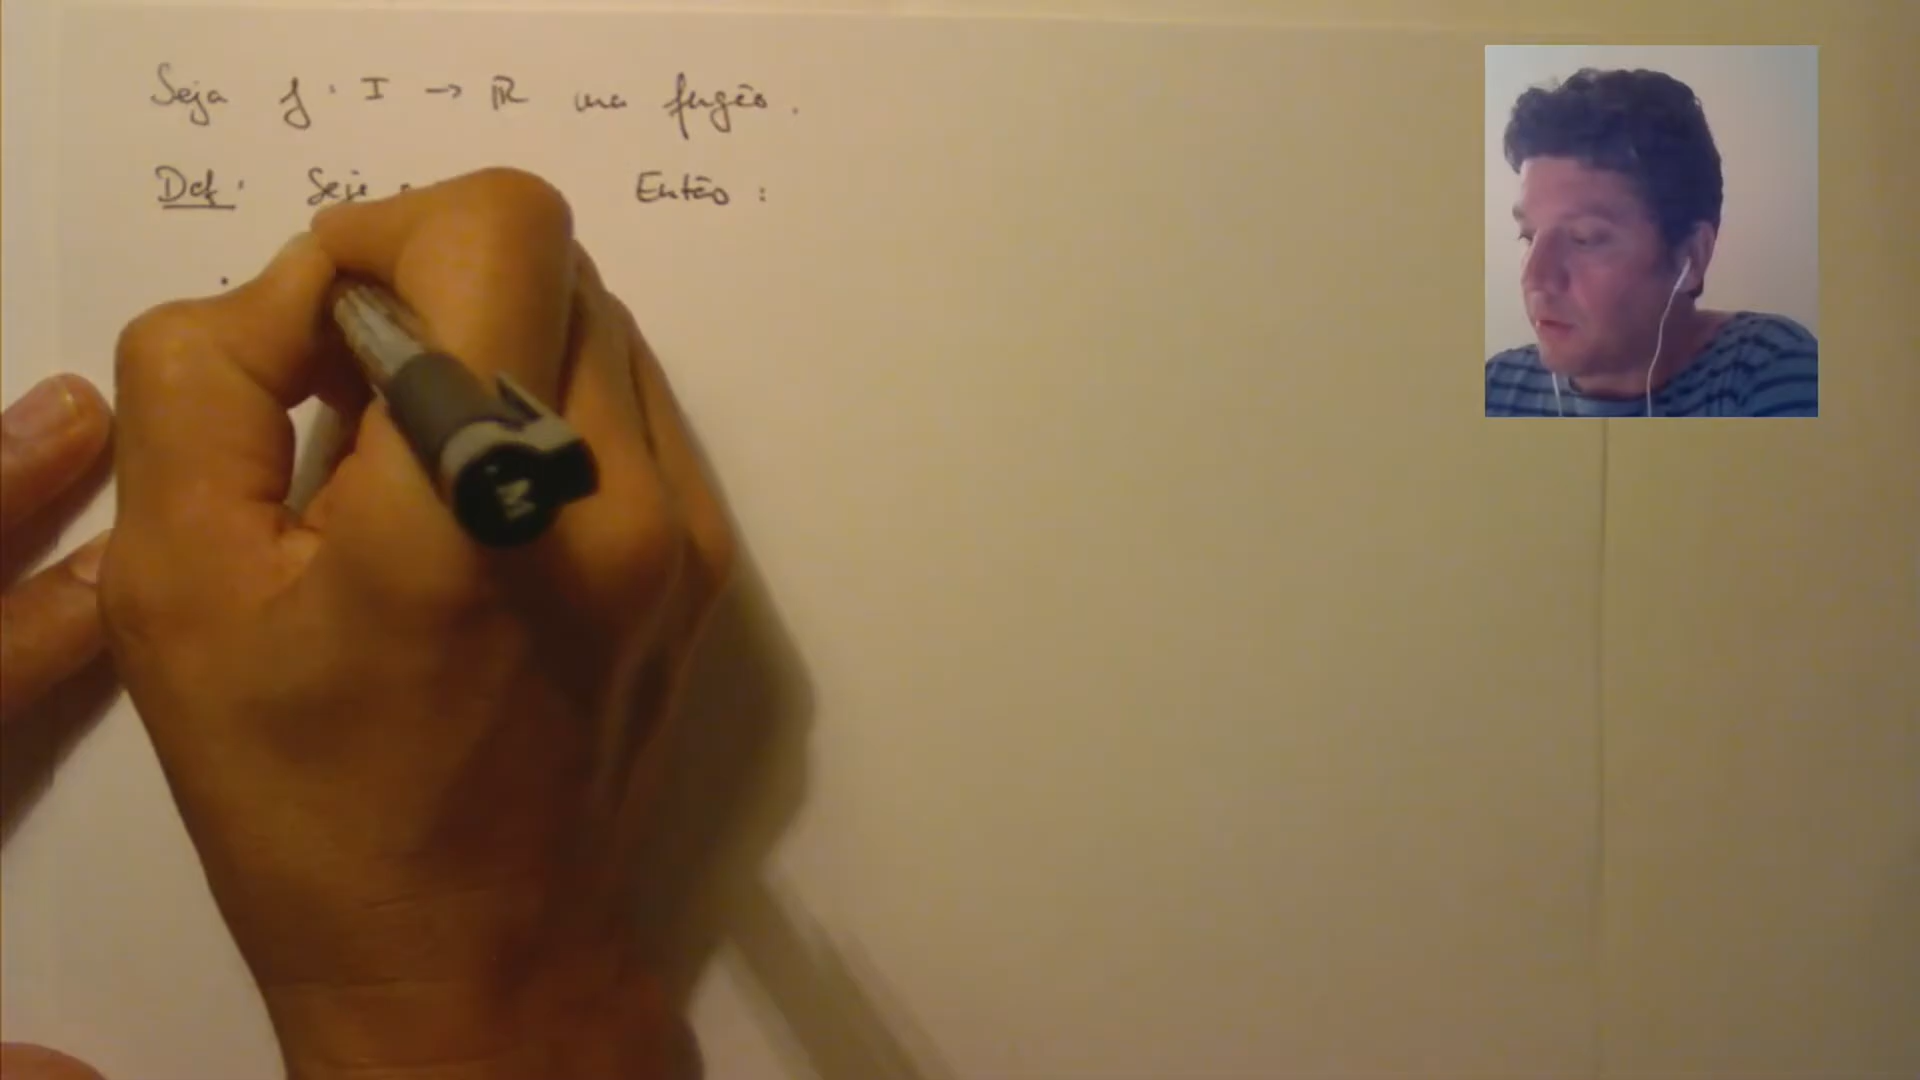 Seja f : I → ℝ uma função.
Def: Seja Então :
M